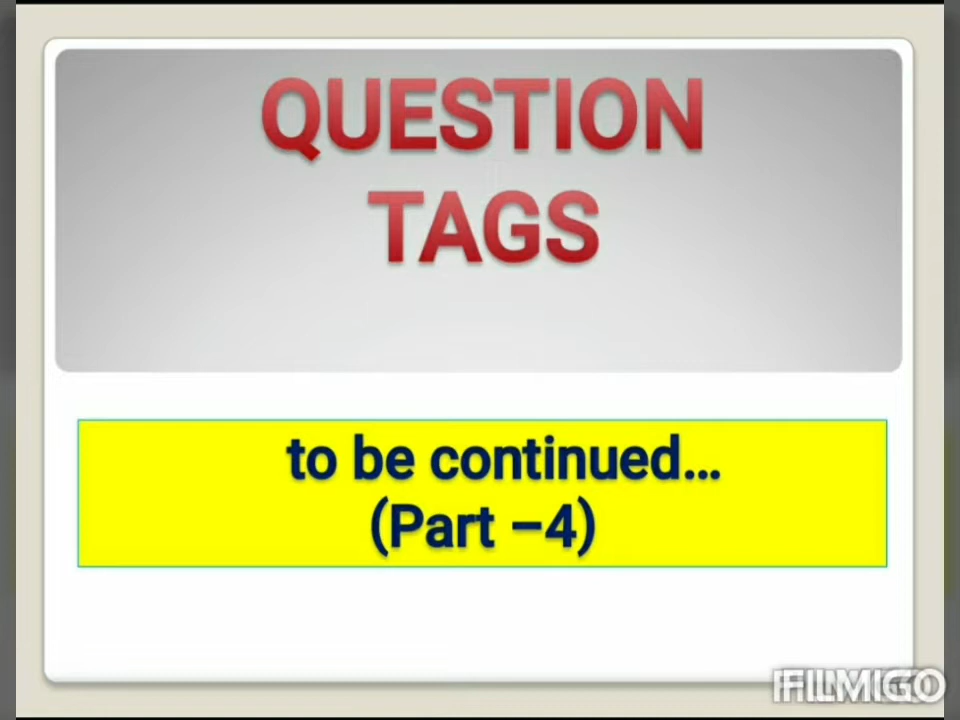 QUESTION
TAGS
to be continued...
(Part –4)
FILMIGO